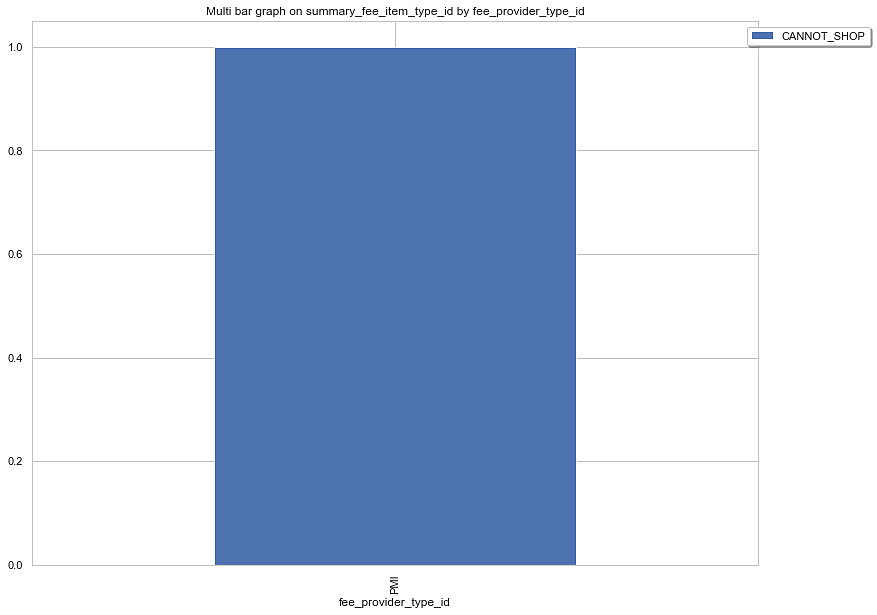 Multi bar graph on summary_fee_item_type_id by fee_provider_type_id
CANNOT_SHOP
1.0
0.8
0.6
0.4
0.2
0.0
PMI
fee_provider_type_id